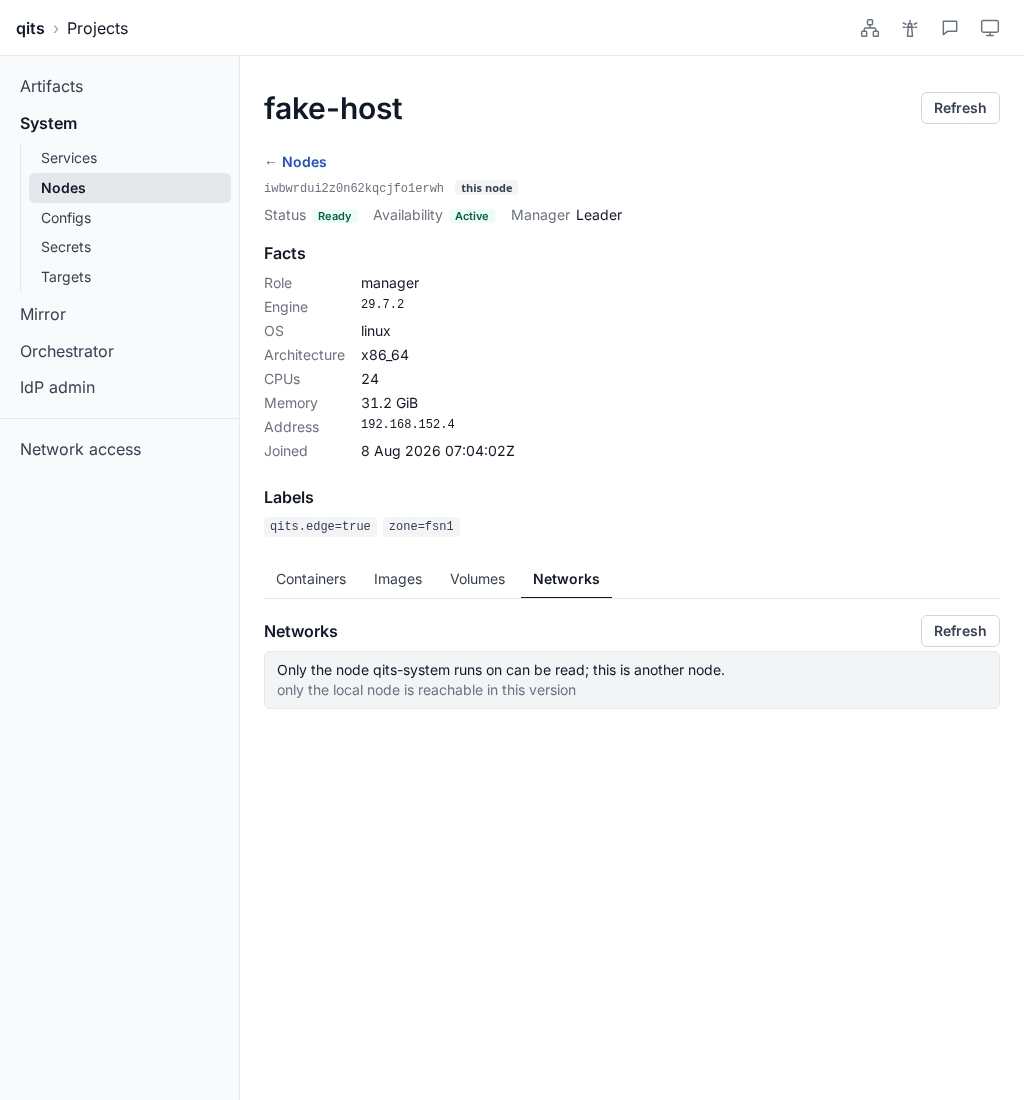 qits › Projects
Artifacts
System
Services
Nodes
Configs
Secrets
Targets
Mirror
Orchestrator
IdP admin
Network access
fake-host
Refresh
← Nodes
iwbwrdui2z0n62kqcjfo1erwh this node
Status Ready Availability Active Manager Leader
Facts
Role manager
Engine 29.7.2
OS linux
Architecture x86_64
CPUs 24
Memory 31.2 GiB
Address 192.168.152.4
Joined 8 Aug 2026 07:04:02Z
Labels
qits.edge=true zone=fsn1
Containers Images Volumes Networks
Networks Refresh
Only the node qits-system runs on can be read; this is another node.
only the local node is reachable in this version